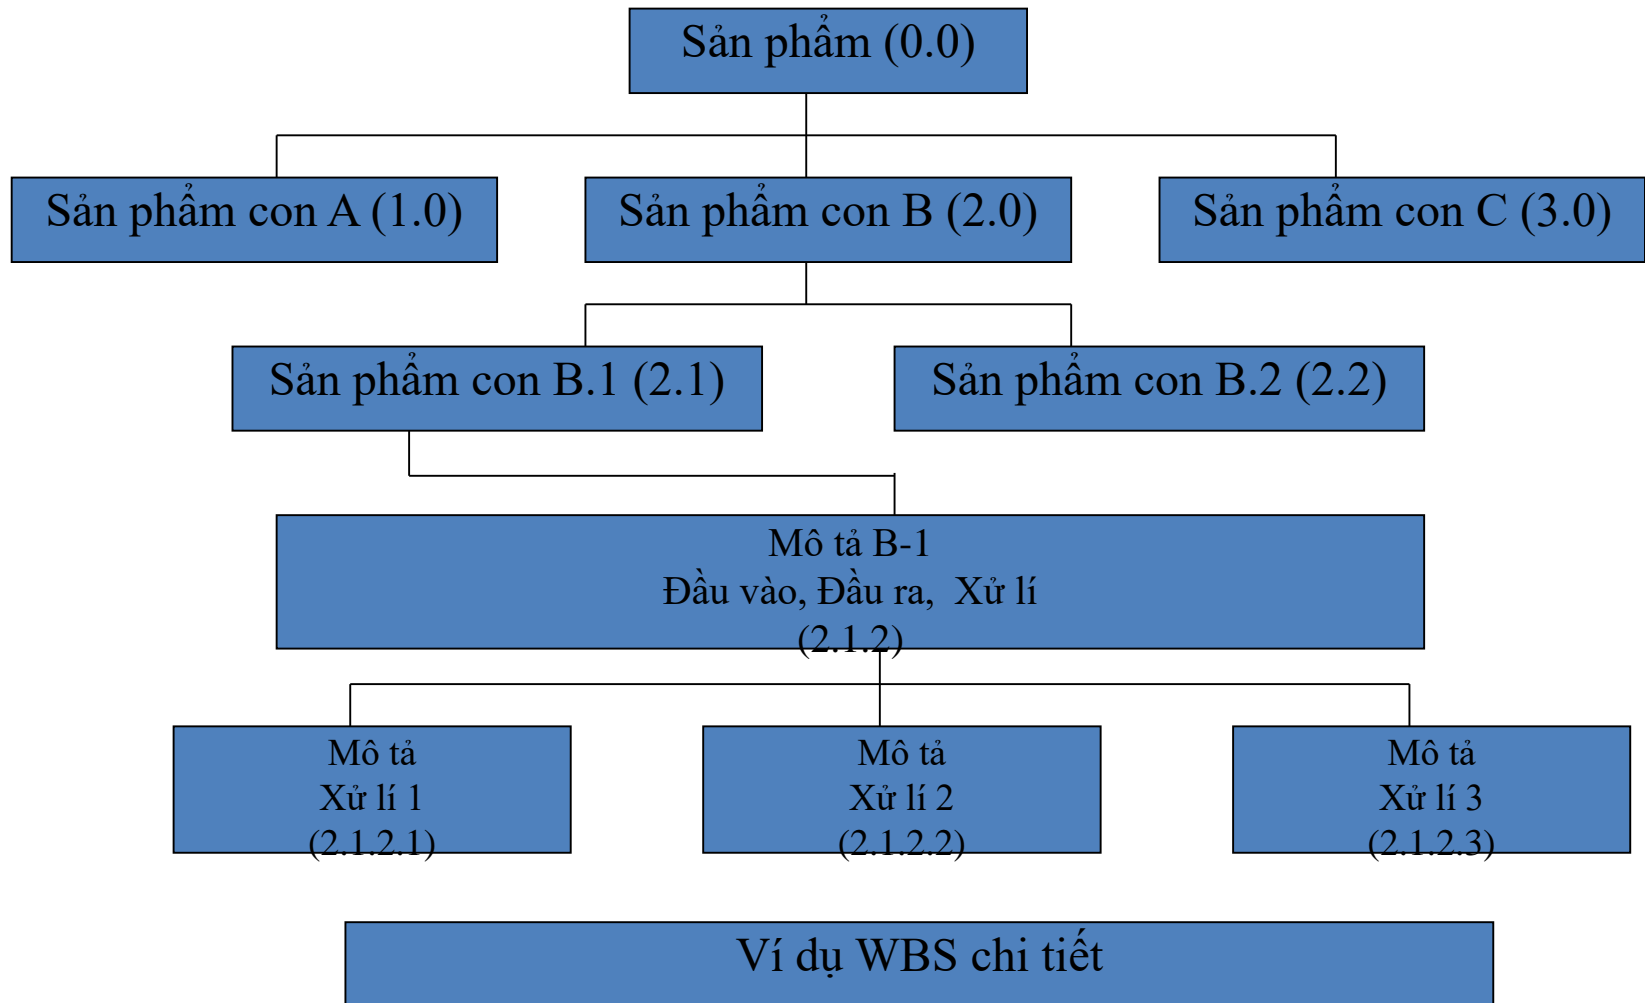 Sản phẩm (0.0)
Sản phẩm con A (1.0)
Sản phẩm con B (2.0)
Sản phẩm con C (3.0)
Sản phẩm con B.1 (2.1)
Sản phẩm con B.2 (2.2)
Mô tả B-1
Đầu vào, Đầu ra, Xử lí
(2.1.2)
Mô tả
Xử lí 1
(2.1.2.1)
Mô tả
Xử lí 2
(2.1.2.2)
Mô tả
Xử lí 3
(2.1.2.3)
Ví dụ WBS chi tiết